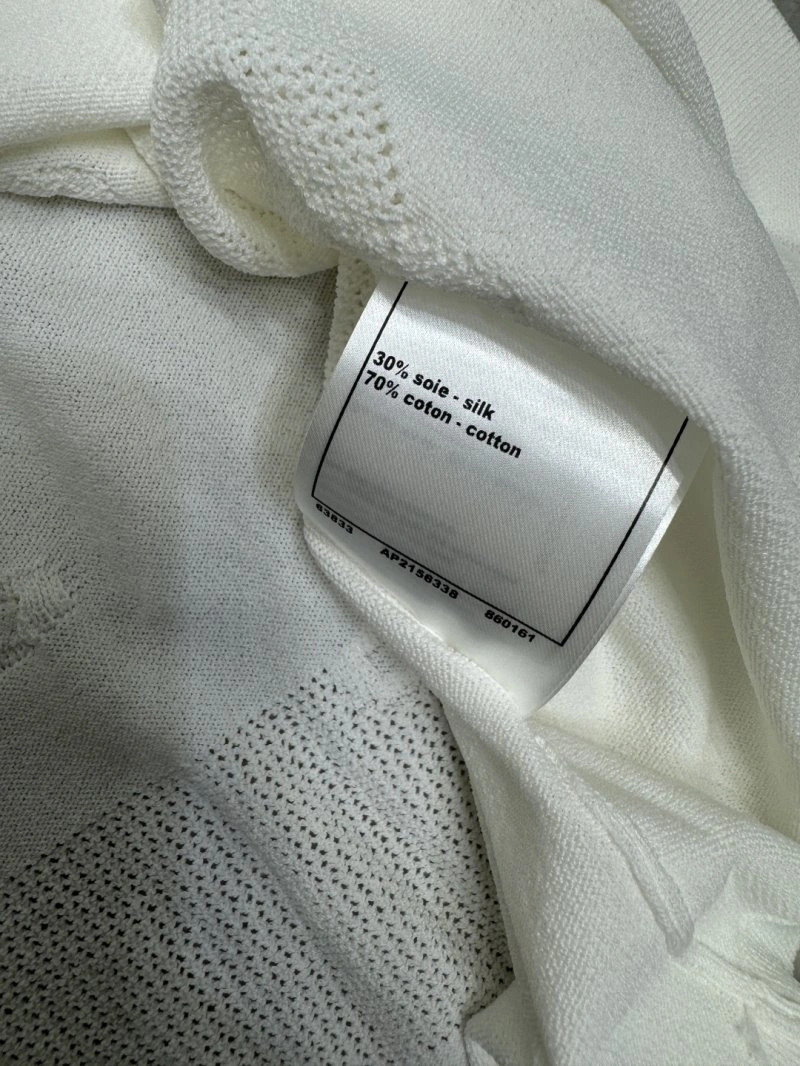 30% soie - silk
70% coton - cotton
63833 AP2156338 860161